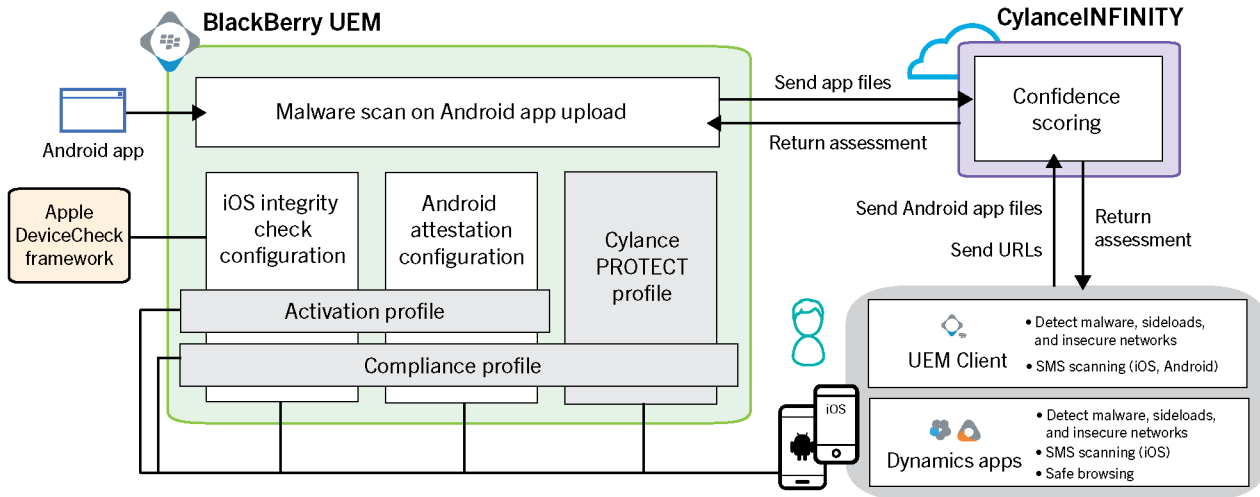 BlackBerry UEM
CylanceINFINITY
Malware scan on Android app upload
Send app files
Return assessment
Confidence
scoring
Android app
Apple
DeviceCheck
framework
iOS integrity
check
configuration
Android
attestation
configuration
Cylance
PROTECT
profile
Activation profile
Compliance profile
Send Android app files
Send URLs
Return
assessment
UEM Client
• Detect malware, sideloads,
and insecure networks
• SMS scanning (iOS, Android)
iOS
Dynamics apps
• Detect malware, sideloads,
and insecure networks
• SMS scanning (iOS)
• Safe browsing